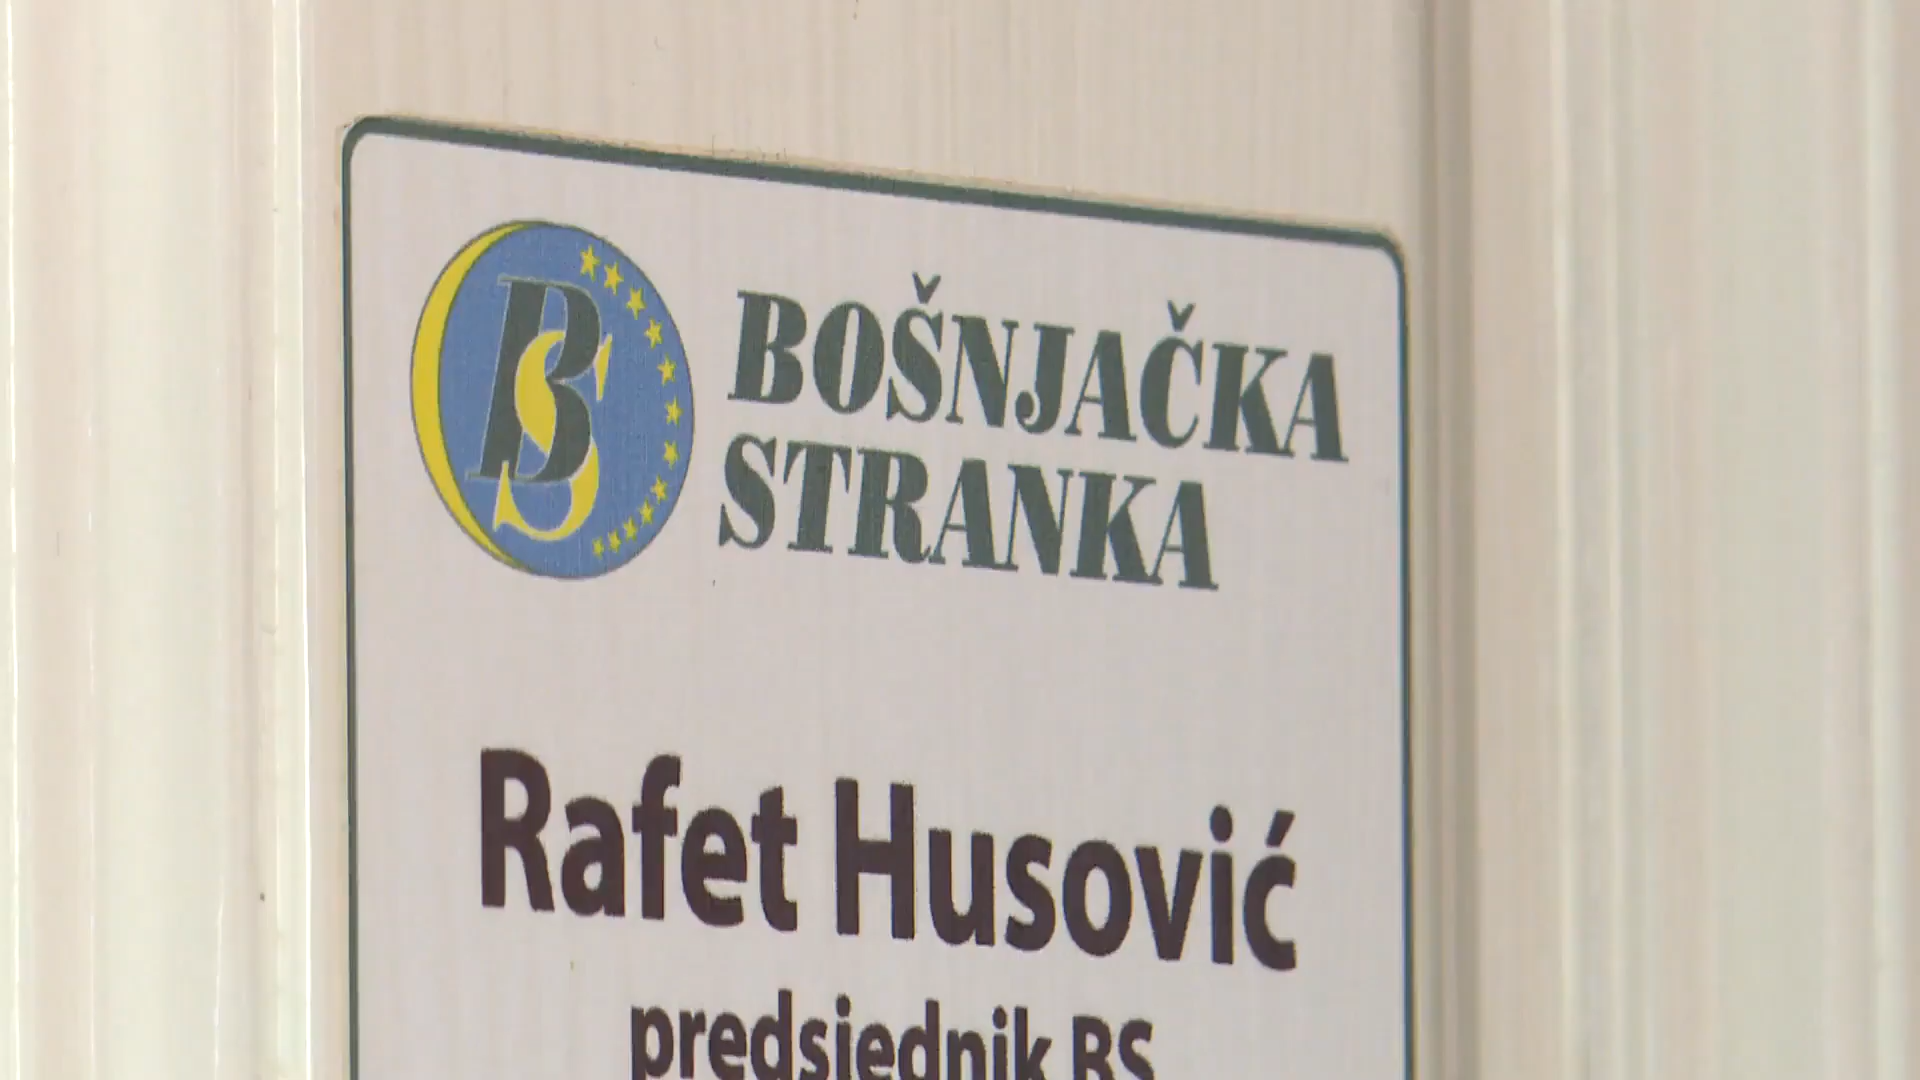 BS
BOŠNJAČKA
STRANKA
Rafet Husović
predsjednik BS